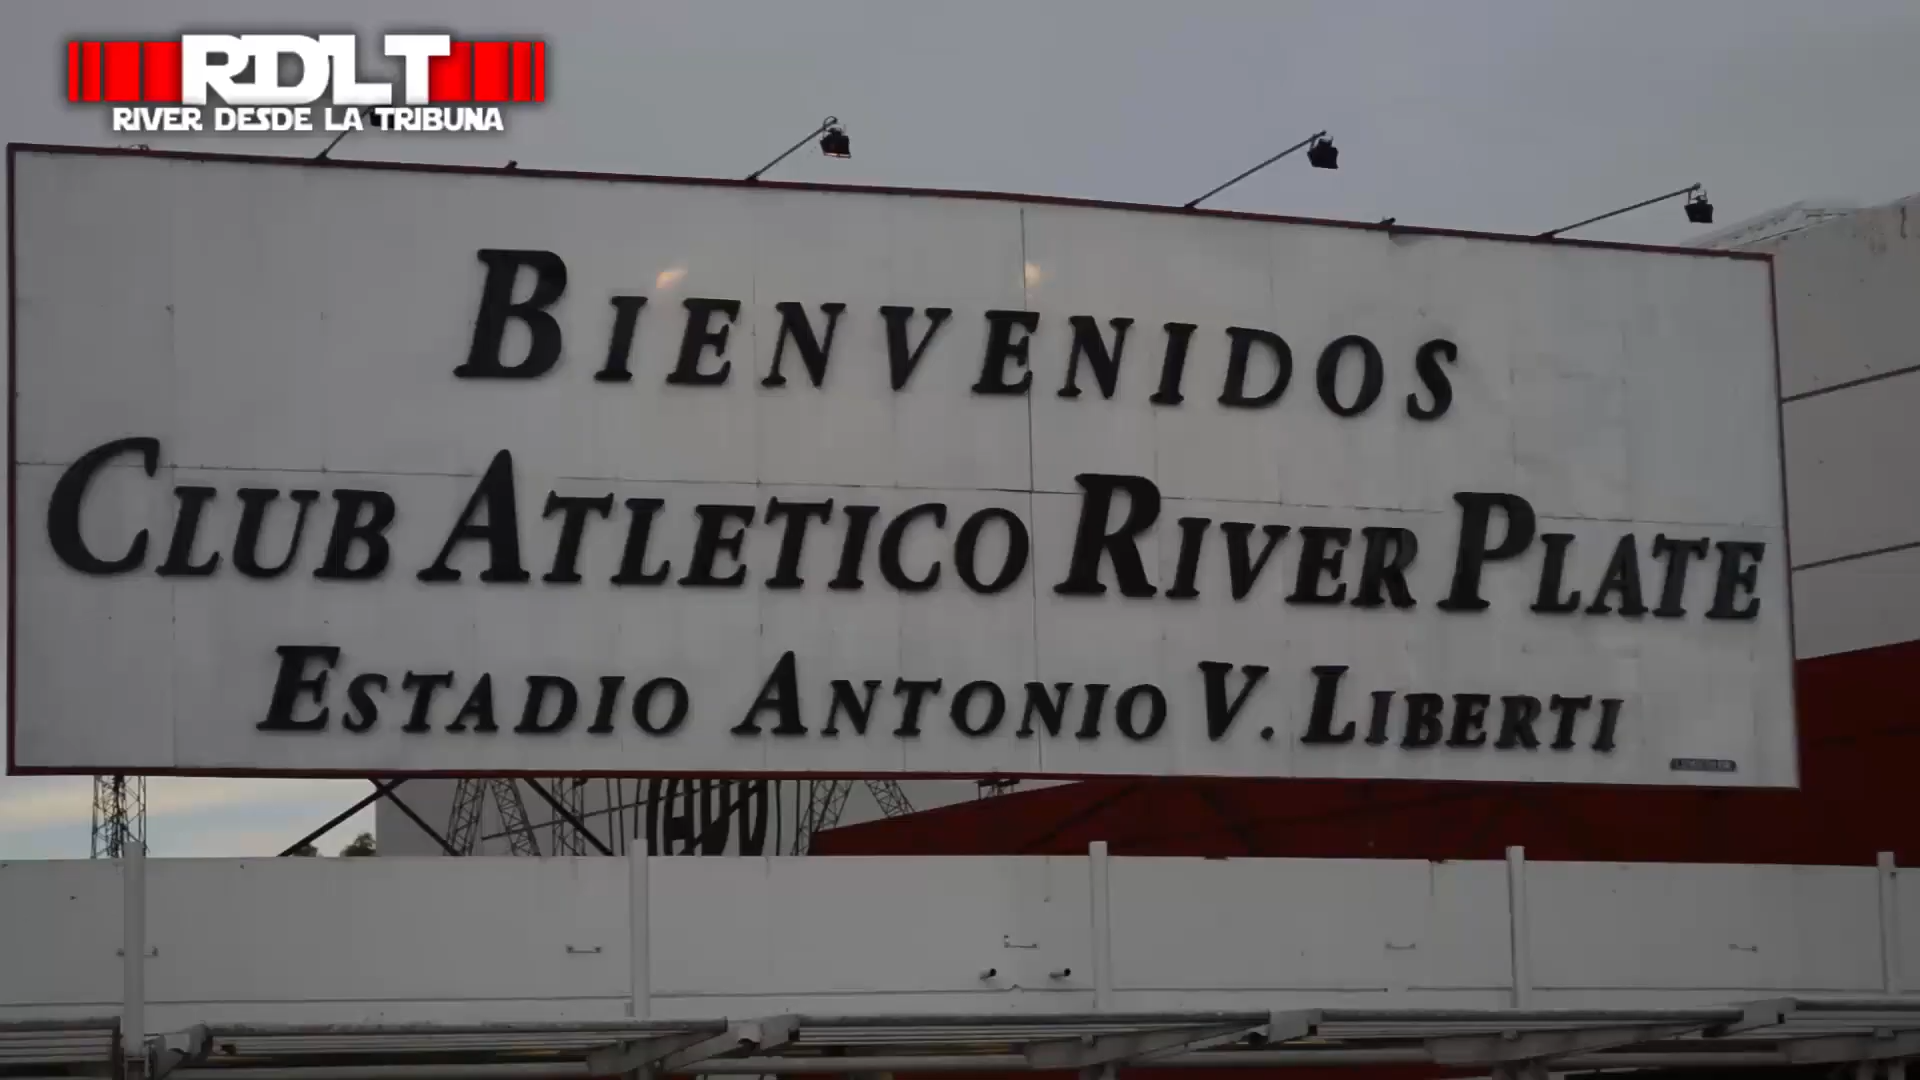 RDLT
RIVER DESDE LA TRIBUNA
BIENVENIDOS
CLUB ATLETICO RIVER PLATE
ESTADIO ANTONIO V. LIBERTI